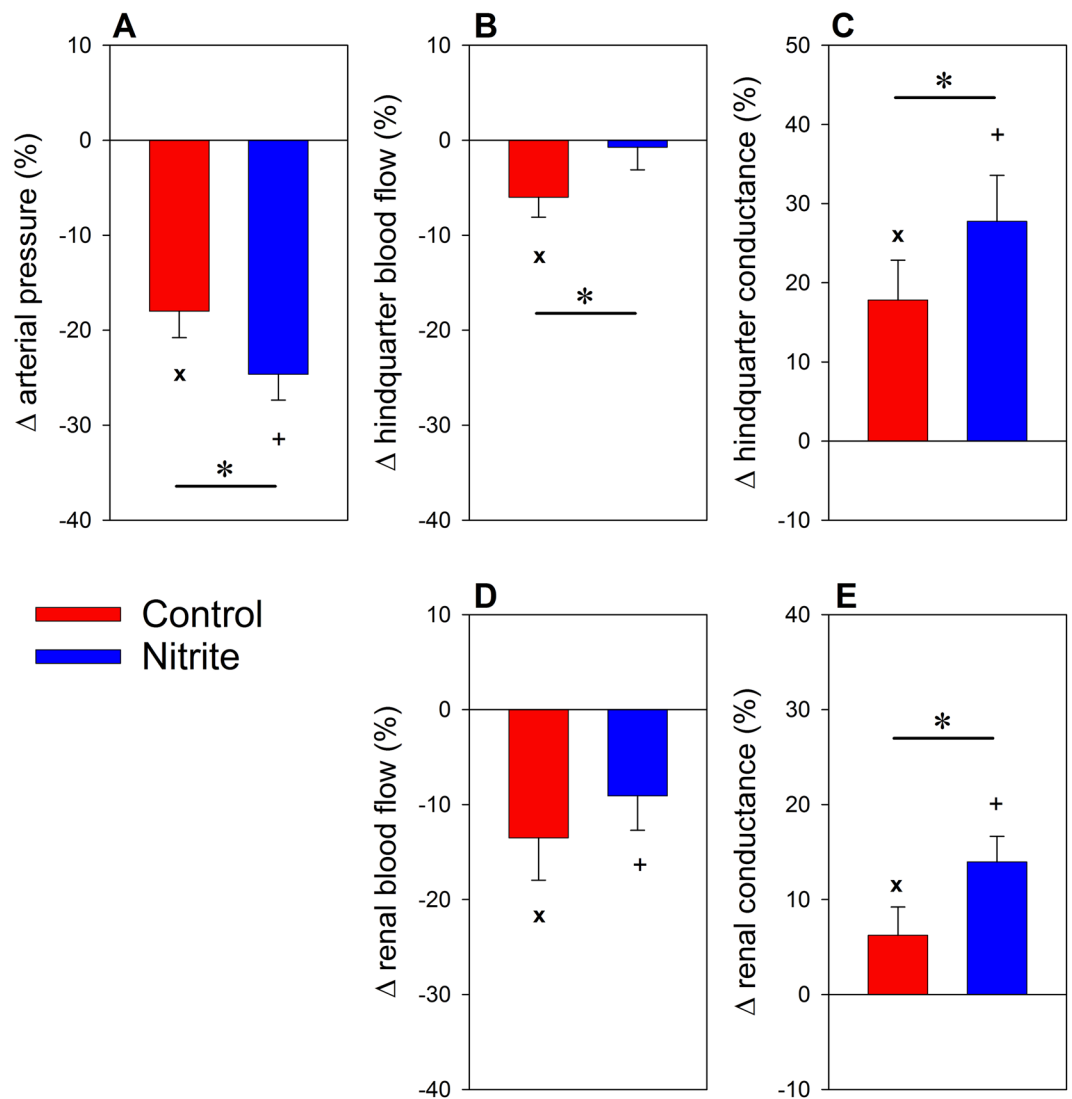 A
Δ arterial pressure (%)
10
0
-10
-20
-30
-40
x
+
*
B
Δ hindquarter blood flow (%)
10
0
-10
-20
-30
-40
x
*
C
Δ hindquarter conductance (%)
50
40
30
20
10
0
-10
*
+
x
Control
Nitrite
D
Δ renal blood flow (%)
10
0
-10
-20
-30
-40
+
x
E
Δ renal conductance (%)
40
30
20
10
0
-10
*
+
x